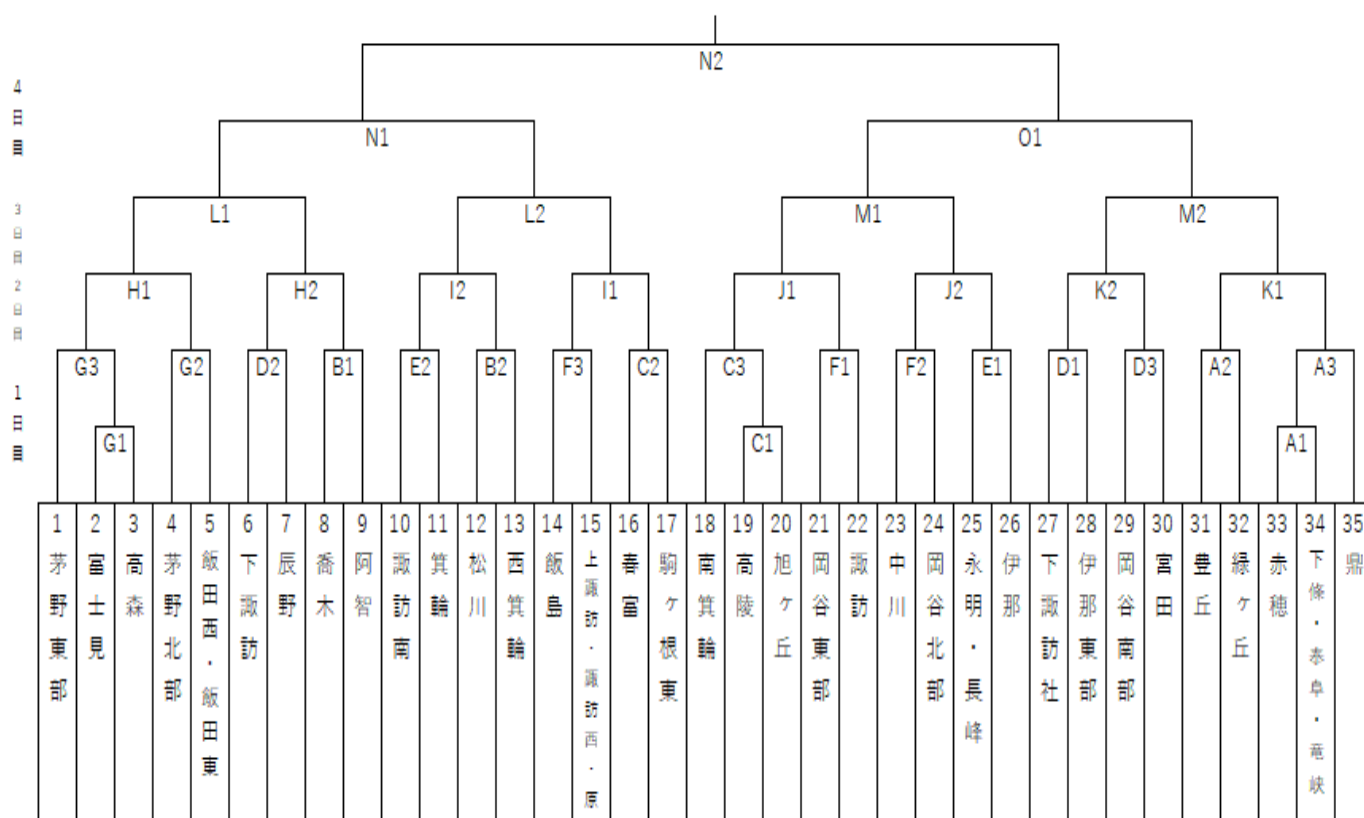 N2
4日目
N1
O1
3日目
L1
L2
M1
M2
2日目
H1
H2
I2
I1
J1
J2
K2
K1
1日目
G3
G2
D2
B1
E2
B2
F3
C2
C3
F1
F2
E1
D1
D3
A2
A3
G1
C1
A1
1 茅野東部
2 富士見
3 高森
4 茅野北部
5 飯田西・飯田東
6 下諏訪
7 辰野
8 喬木
9 阿智
10 諏訪南
11 箕輪
12 松川
13 西箕輪
14 飯島
15 上諏訪・諏訪西・原
16 春富
17 駒ヶ根東
18 南箕輪
19 高陵
20 旭ヶ丘
21 岡谷東部
22 諏訪
23 中川
24 岡谷北部
25 永明・長峰
26 伊那
27 下諏訪社
28 伊那東部
29 岡谷南部
30 宮田
31 豊丘
32 緑ヶ丘
33 赤穂
34 下條・泰阜・竜峡
35 鼎